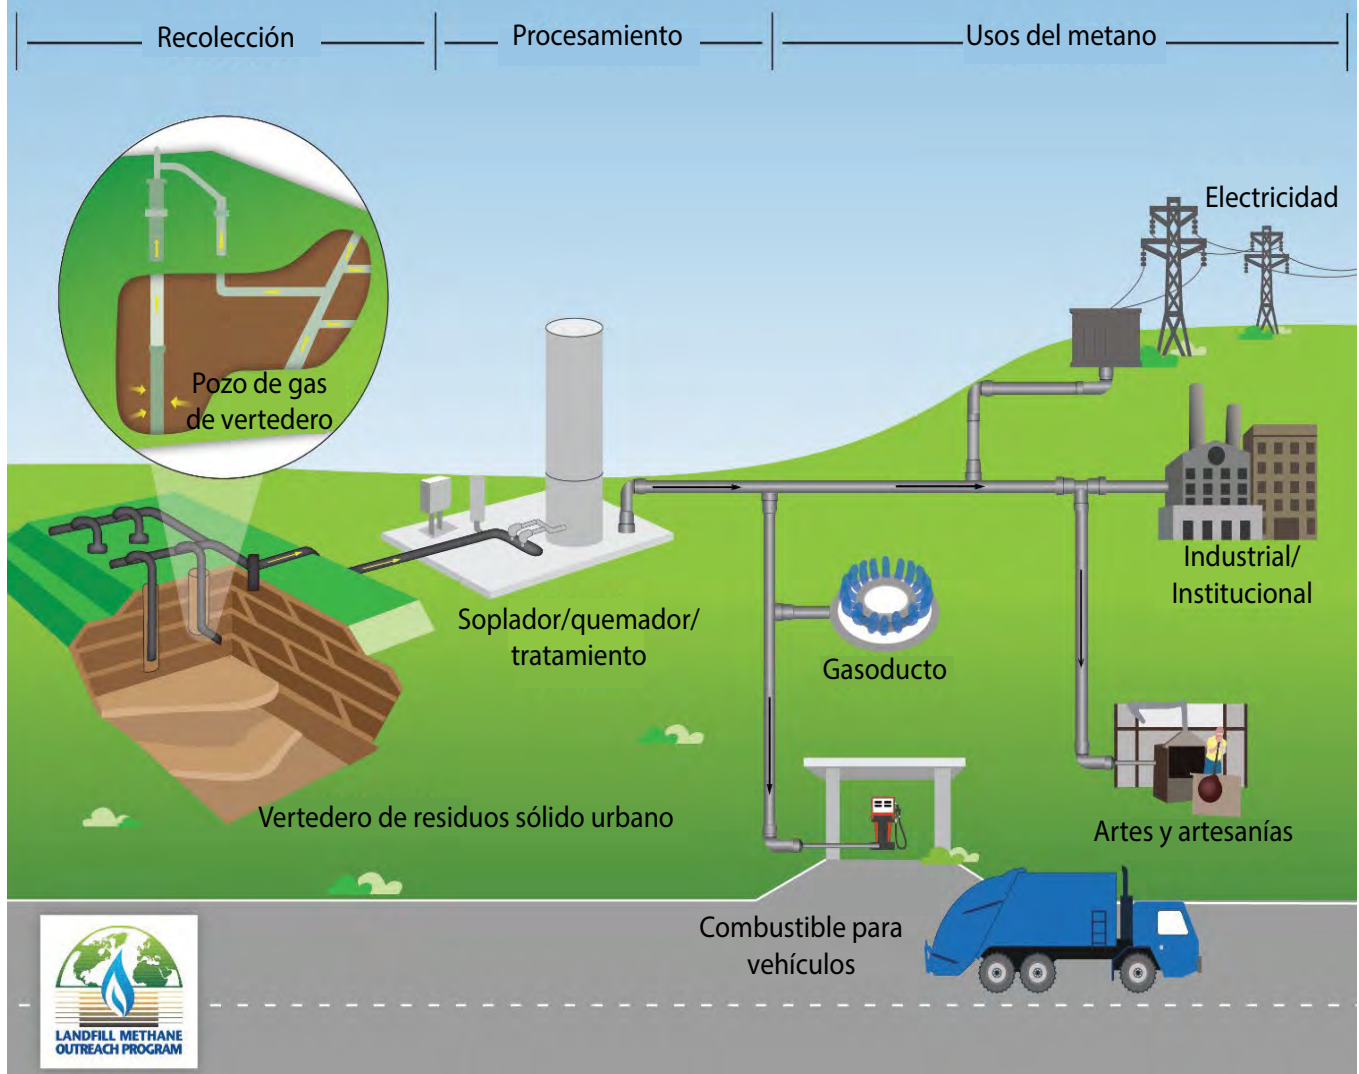 Recolección
Procesamiento
Usos del metano
Electricidad
Pozo de gas
de vertedero
Industrial/
Institucional
Soplador/quemador/
tratamiento
Gasoducto
Vertedero de residuos sólido urbano
Artes y artesanías
Combustible para
vehículos
LANDFILL METHANE
OUTREACH PROGRAM